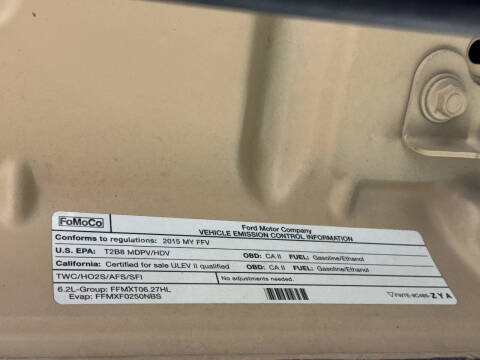 FoMoCo
Ford Motor Company
VEHICLE EMISSION CONTROL INFORMATION
Conforms to regulations: 2015 MY FFV
U.S. EPA: T2B8 MDPV/HDV OBD: CA II FUEL: Gasoline/Ethanol
California: Certified for sale ULEV II qualified OBD: CA II FUEL: Gasoline/Ethanol
TWC/HO2S/AFS/SFI No adjustments needed.
6.2L-Group: FFMXT06.27HL
Evap: FFMXF0250NBS ZYA